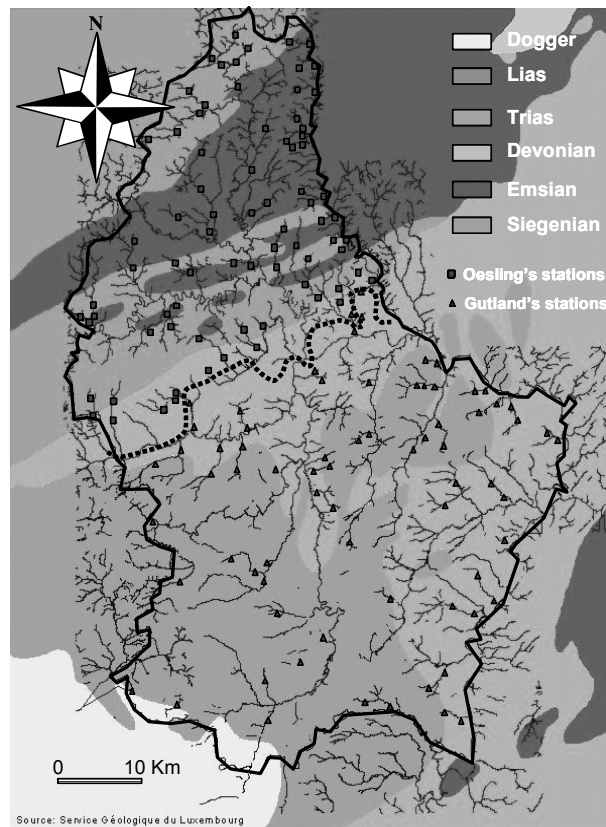 N
Dogger
Lias
Trias
Devonian
Emsian
Siegenian
Oesling's stations
Gutland's stations
0 10 Km
Source: Service Géologique du Luxembourg